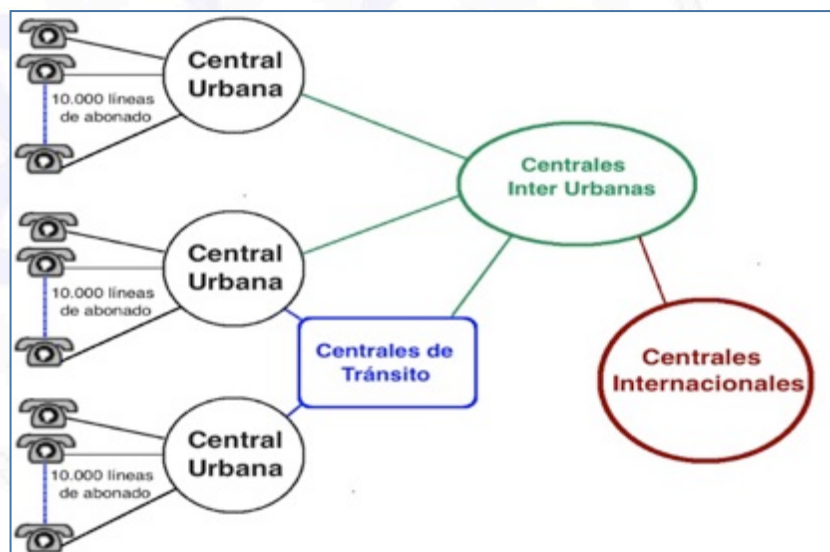 Central
Urbana
10.000 líneas
de abonado
Centrales
Inter Urbanas
Central
Urbana
10.000 líneas
de abonado
Centrales de
Tránsito
Centrales
Internacionales
Central
Urbana
10.000 líneas
de abonado